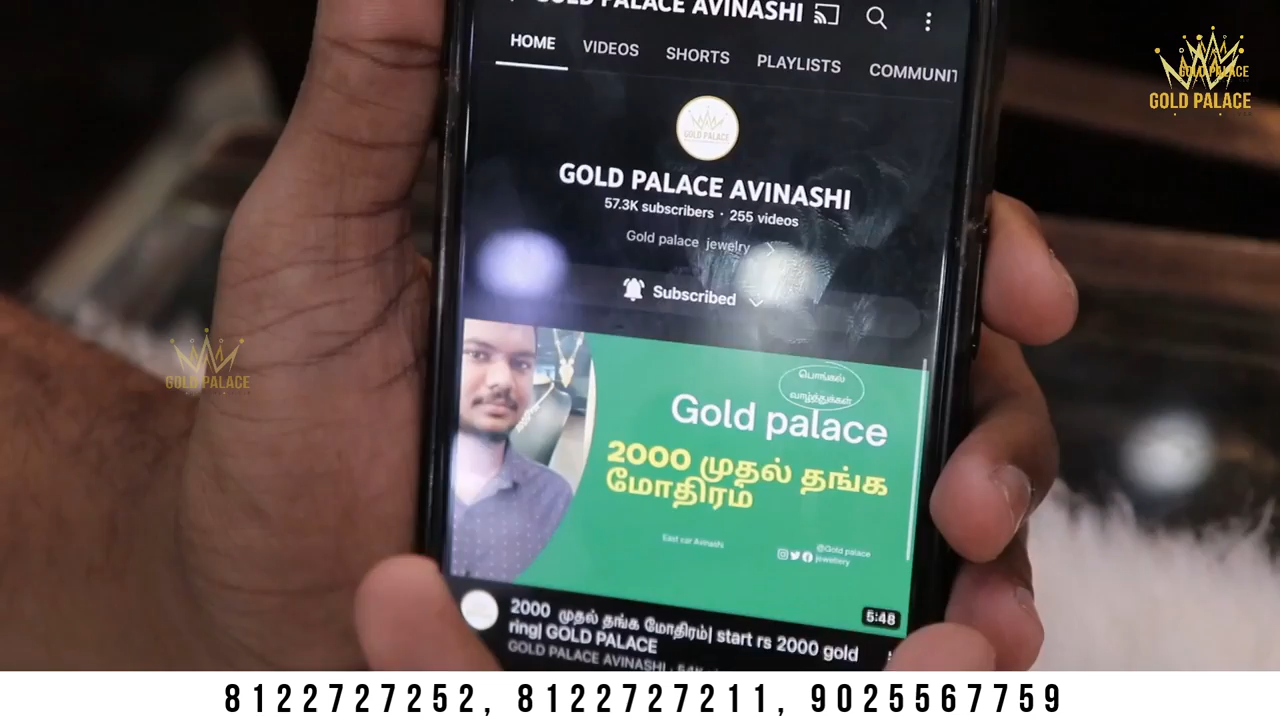 GOLD PALACE AVINASHI
HOME VIDEOS SHORTS PLAYLISTS COMMUNIT
GOLD PALACE
GOLD PALACE
GOLD PALACE
GOLD PALACE AVINASHI
57.3K subscribers · 255 videos
Gold palace jewelry
Subscribed
GOLD PALACE
பொங்கல்
வாழ்த்துக்கள்
Gold palace
2000 முதல் தங்க
மோதிரம்
East car Avinashi
@Gold palace
jewellery
5:48
2000 முதல் தங்க மோதிரம்| start rs 2000 gold
ring| GOLD PALACE
GOLD PALACE AVINASHI
8122727252, 8122727211, 9025567759